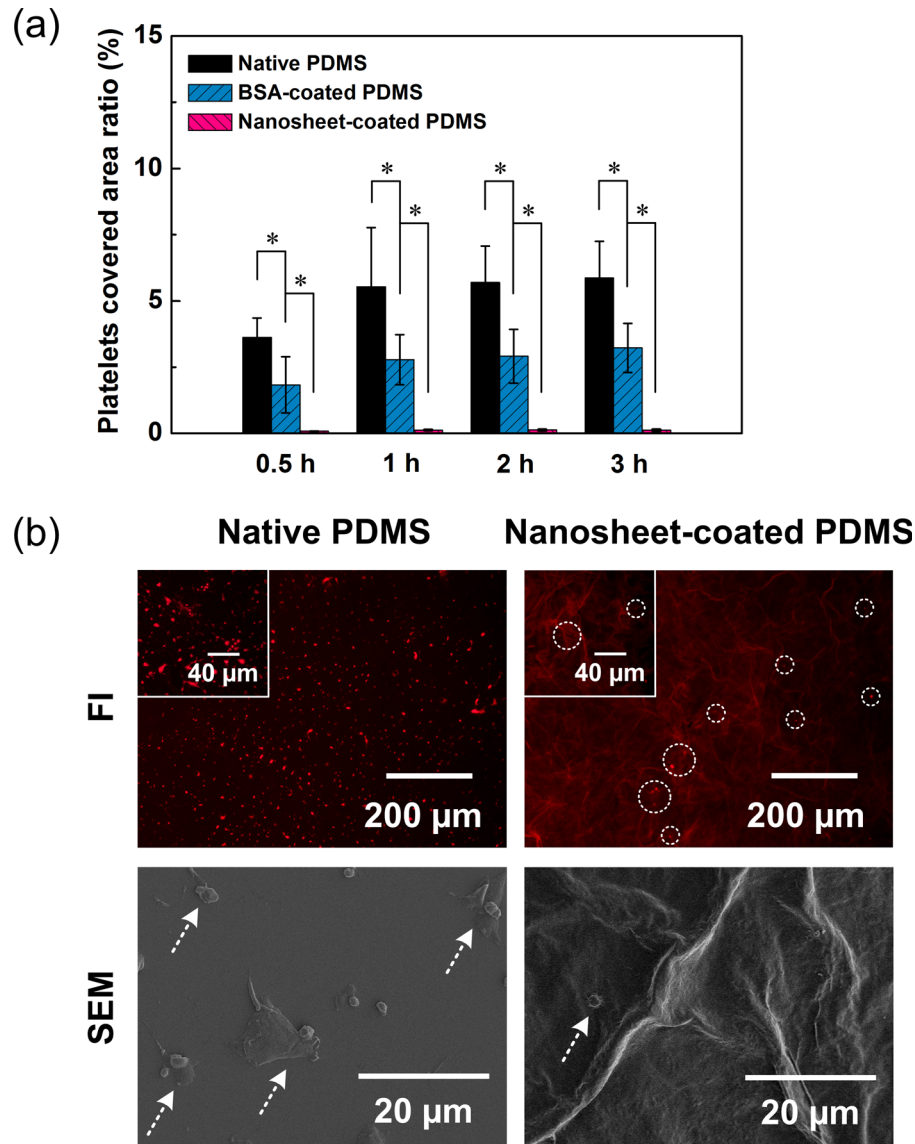 (a)
Platelets covered area ratio (%)
15
10
5
0
Native PDMS
BSA-coated PDMS
Nanosheet-coated PDMS
* * * *
* * * *
0.5 h 1 h 2 h 3 h
(b)
Native PDMS Nanosheet-coated PDMS
FI
40 µm 40 µm
200 µm 200 µm
SEM
20 µm 20 µm